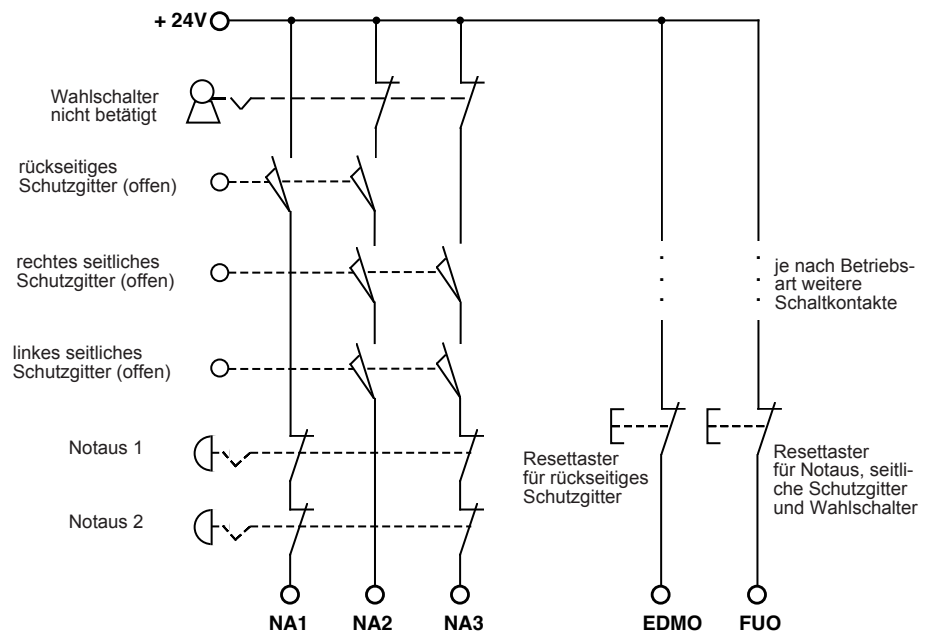 + 24V
Wahlschalter
nicht betätigt
rückseitiges
Schutzgitter (offen)
rechtes seitliches
Schutzgitter (offen)
je nach Betriebs-
art weitere
Schaltkontakte
linkes seitliches
Schutzgitter (offen)
Notaus 1
Resettaster
für rückseitiges
Schutzgitter
Resettaster
für Notaus, seitli-
che Schutzgitter
und Wahlschalter
Notaus 2
NA1 NA2 NA3 EDMO FUO